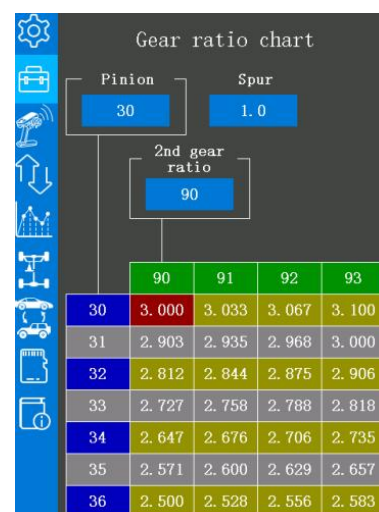 Gear ratio chart
Pinion Spur
30 1.0
2nd gear
ratio
90
90 91 92 93
30 3.000 3.033 3.067 3.100
31 2.903 2.935 2.968 3.000
32 2.812 2.844 2.875 2.906
33 2.727 2.758 2.788 2.818
34 2.647 2.676 2.706 2.735
35 2.571 2.600 2.629 2.657
36 2.500 2.528 2.556 2.583